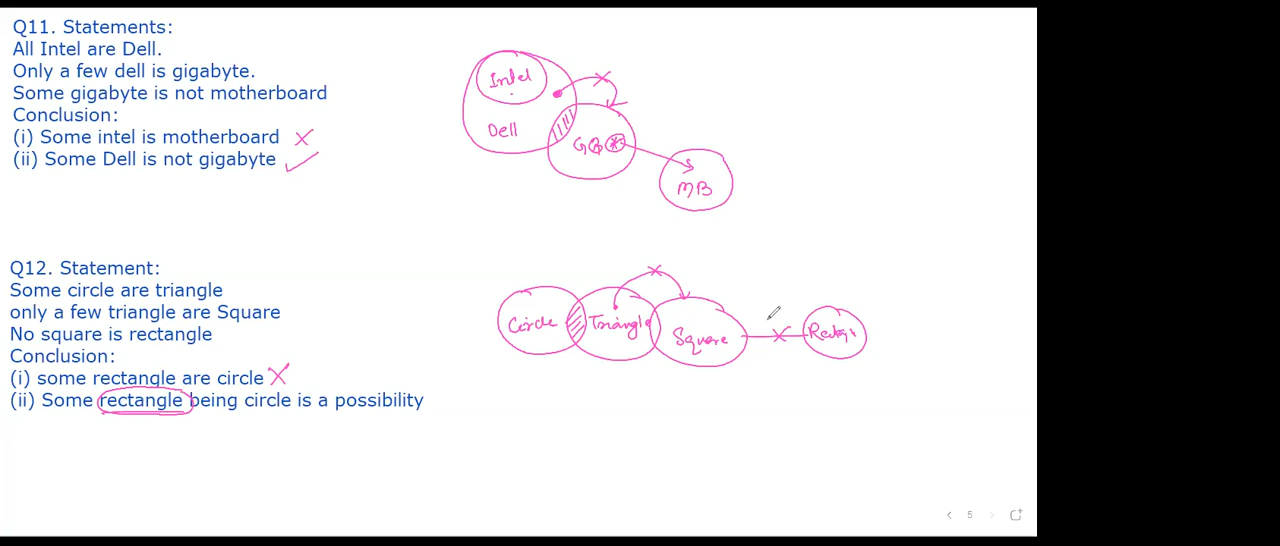 Q11. Statements:
All Intel are Dell.
Only a few dell is gigabyte.
Some gigabyte is not motherboard
Conclusion:
(i) Some intel is motherboard
(ii) Some Dell is not gigabyte
Intel
Dell
GB
MB
Q12. Statement:
Some circle are triangle
only a few triangle are Square
No square is rectangle
Conclusion:
(i) some rectangle are circle
(ii) Some rectangle being circle is a possibility
Circle
Triangle
Square
5